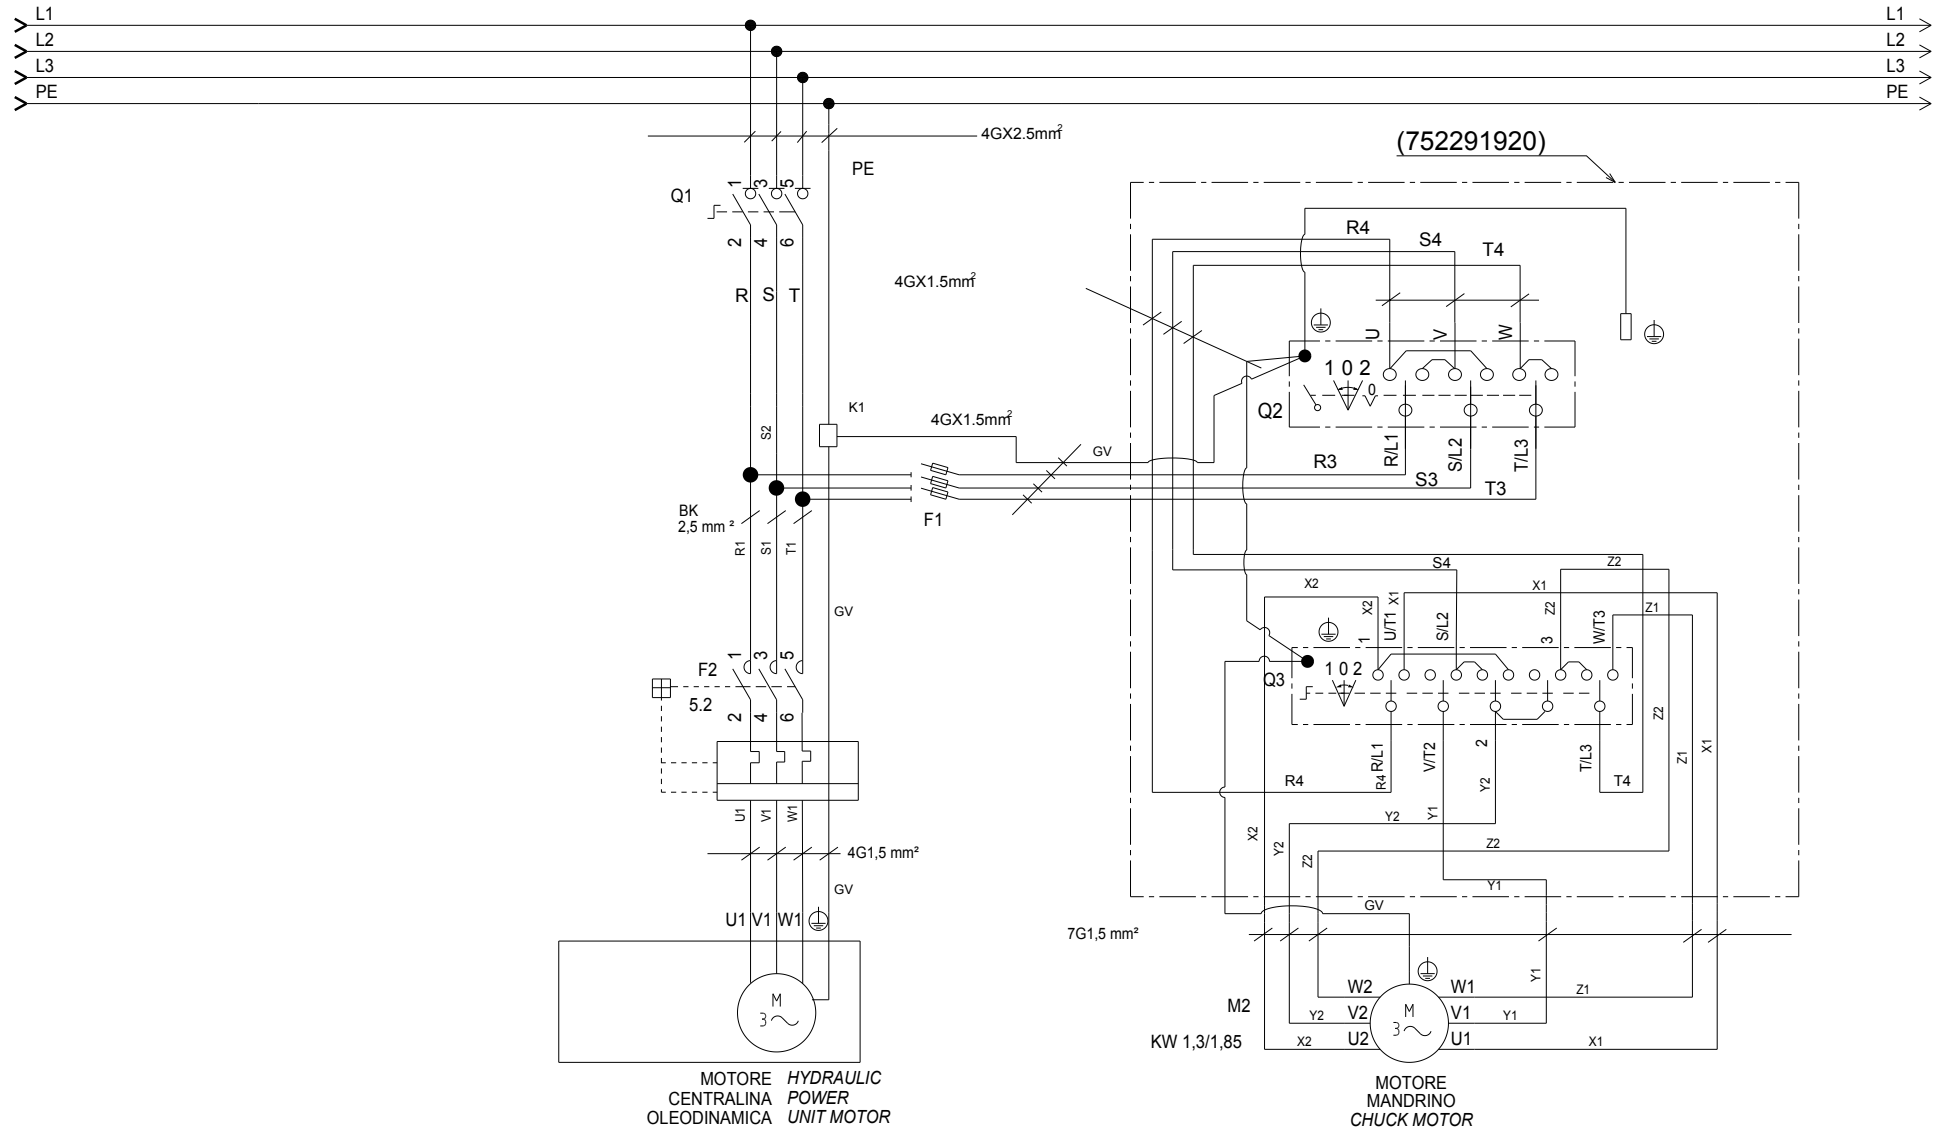 L1 L1
L2 L2
L3 L3
PE PE
4GX2.5mm²
(752291920)
PE
Q1
1 3 5
2 4 6
R S T
R4
S4
T4
4GX1.5mm²
U V W
1 0 2
0
Q2
K1
4GX1.5mm²
S2
GV
R/L1 S/L2 T/L3
R3
S3
T3
F1
BK
2,5 mm ²
R1 S1 T1
S4
Z2
X2
X1
GV
X2 X1 Z2 Z1
1 U/T1 S/L2 3 W/T3
F2
1 3 5
1 0 2
Q3
5.2
2 4 6
Z2
R/L1 V/T2 2 T/L3
Z1 X1
R4
R4
Y2
T4
U1 V1 W1
Y2
Y1
X2 Y2 Z2
Z2
4G1,5 mm²
GV
Y1
GV
U1 V1 W1
7G1,5 mm²
Y1
W2 W1
Z1
M2
Y2 V2 V1 Y1
KW 1,3/1,85
X2 U2 U1 X1
M
3
M
3
MOTORE HYDRAULIC
CENTRALINA POWER
OLEODINAMICA UNIT MOTOR
MOTORE
MANDRINO
CHUCK MOTOR